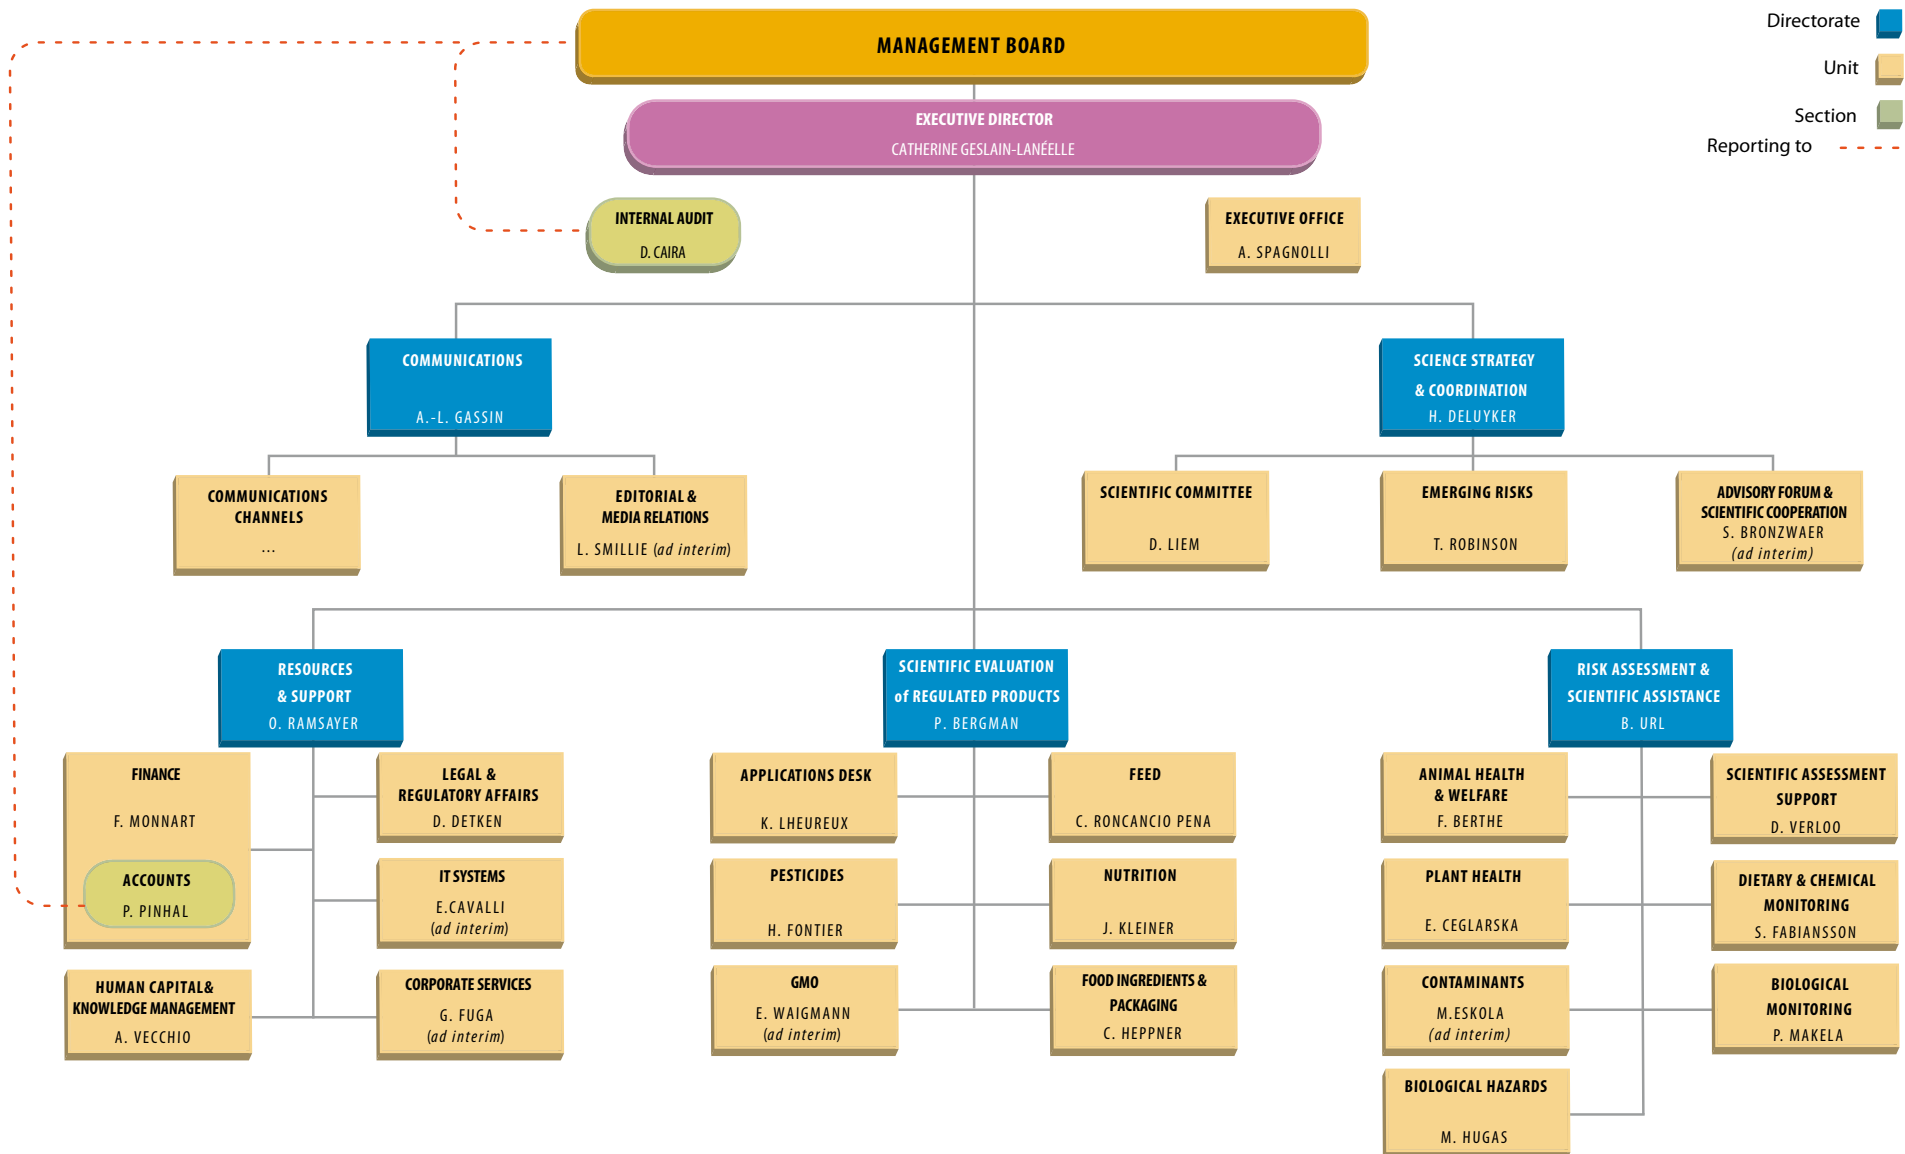 Directorate
Unit
Section
Reporting to
MANAGEMENT BOARD
EXECUTIVE DIRECTOR
CATHERINE GESLAIN-LANÉELLE
INTERNAL AUDIT
D. CAIRA
EXECUTIVE OFFICE
A. SPAGNOLLI
COMMUNICATIONS
A.-L. GASSIN
SCIENCE STRATEGY
& COORDINATION
H. DELUYKER
COMMUNICATIONS
CHANNELS
...
EDITORIAL &
MEDIA RELATIONS
L. SMILLIE (ad interim)
SCIENTIFIC COMMITTEE
D. LIEM
EMERGING RISKS
T. ROBINSON
ADVISORY FORUM &
SCIENTIFIC COOPERATION
S. BRONZWAER
(ad interim)
RESOURCES
& SUPPORT
O. RAMSAYER
SCIENTIFIC EVALUATION
of REGULATED PRODUCTS
P. BERGMAN
RISK ASSESSMENT &
SCIENTIFIC ASSISTANCE
B. URL
FINANCE
F. MONNART
ACCOUNTS
P. PINHAL
LEGAL &
REGULATORY AFFAIRS
D. DETKEN
IT SYSTEMS
E.CAVALLI
(ad interim)
HUMAN CAPITAL&
KNOWLEDGE MANAGEMENT
A. VECCHIO
CORPORATE SERVICES
G. FUGA
(ad interim)
APPLICATIONS DESK
K. LHEUREUX
FEED
C. RONCANCIO PENA
PESTICIDES
H. FONTIER
NUTRITION
J. KLEINER
GMO
E. WAIGMANN
(ad interim)
FOOD INGREDIENTS &
PACKAGING
C. HEPPNER
ANIMAL HEALTH
& WELFARE
F. BERTHE
SCIENTIFIC ASSESSMENT
SUPPORT
D. VERLOO
PLANT HEALTH
E. CEGLARSKA
DIETARY & CHEMICAL
MONITORING
S. FABIANSSON
CONTAMINANTS
M.ESKOLA
(ad interim)
BIOLOGICAL
MONITORING
P. MAKELA
BIOLOGICAL HAZARDS
M. HUGAS